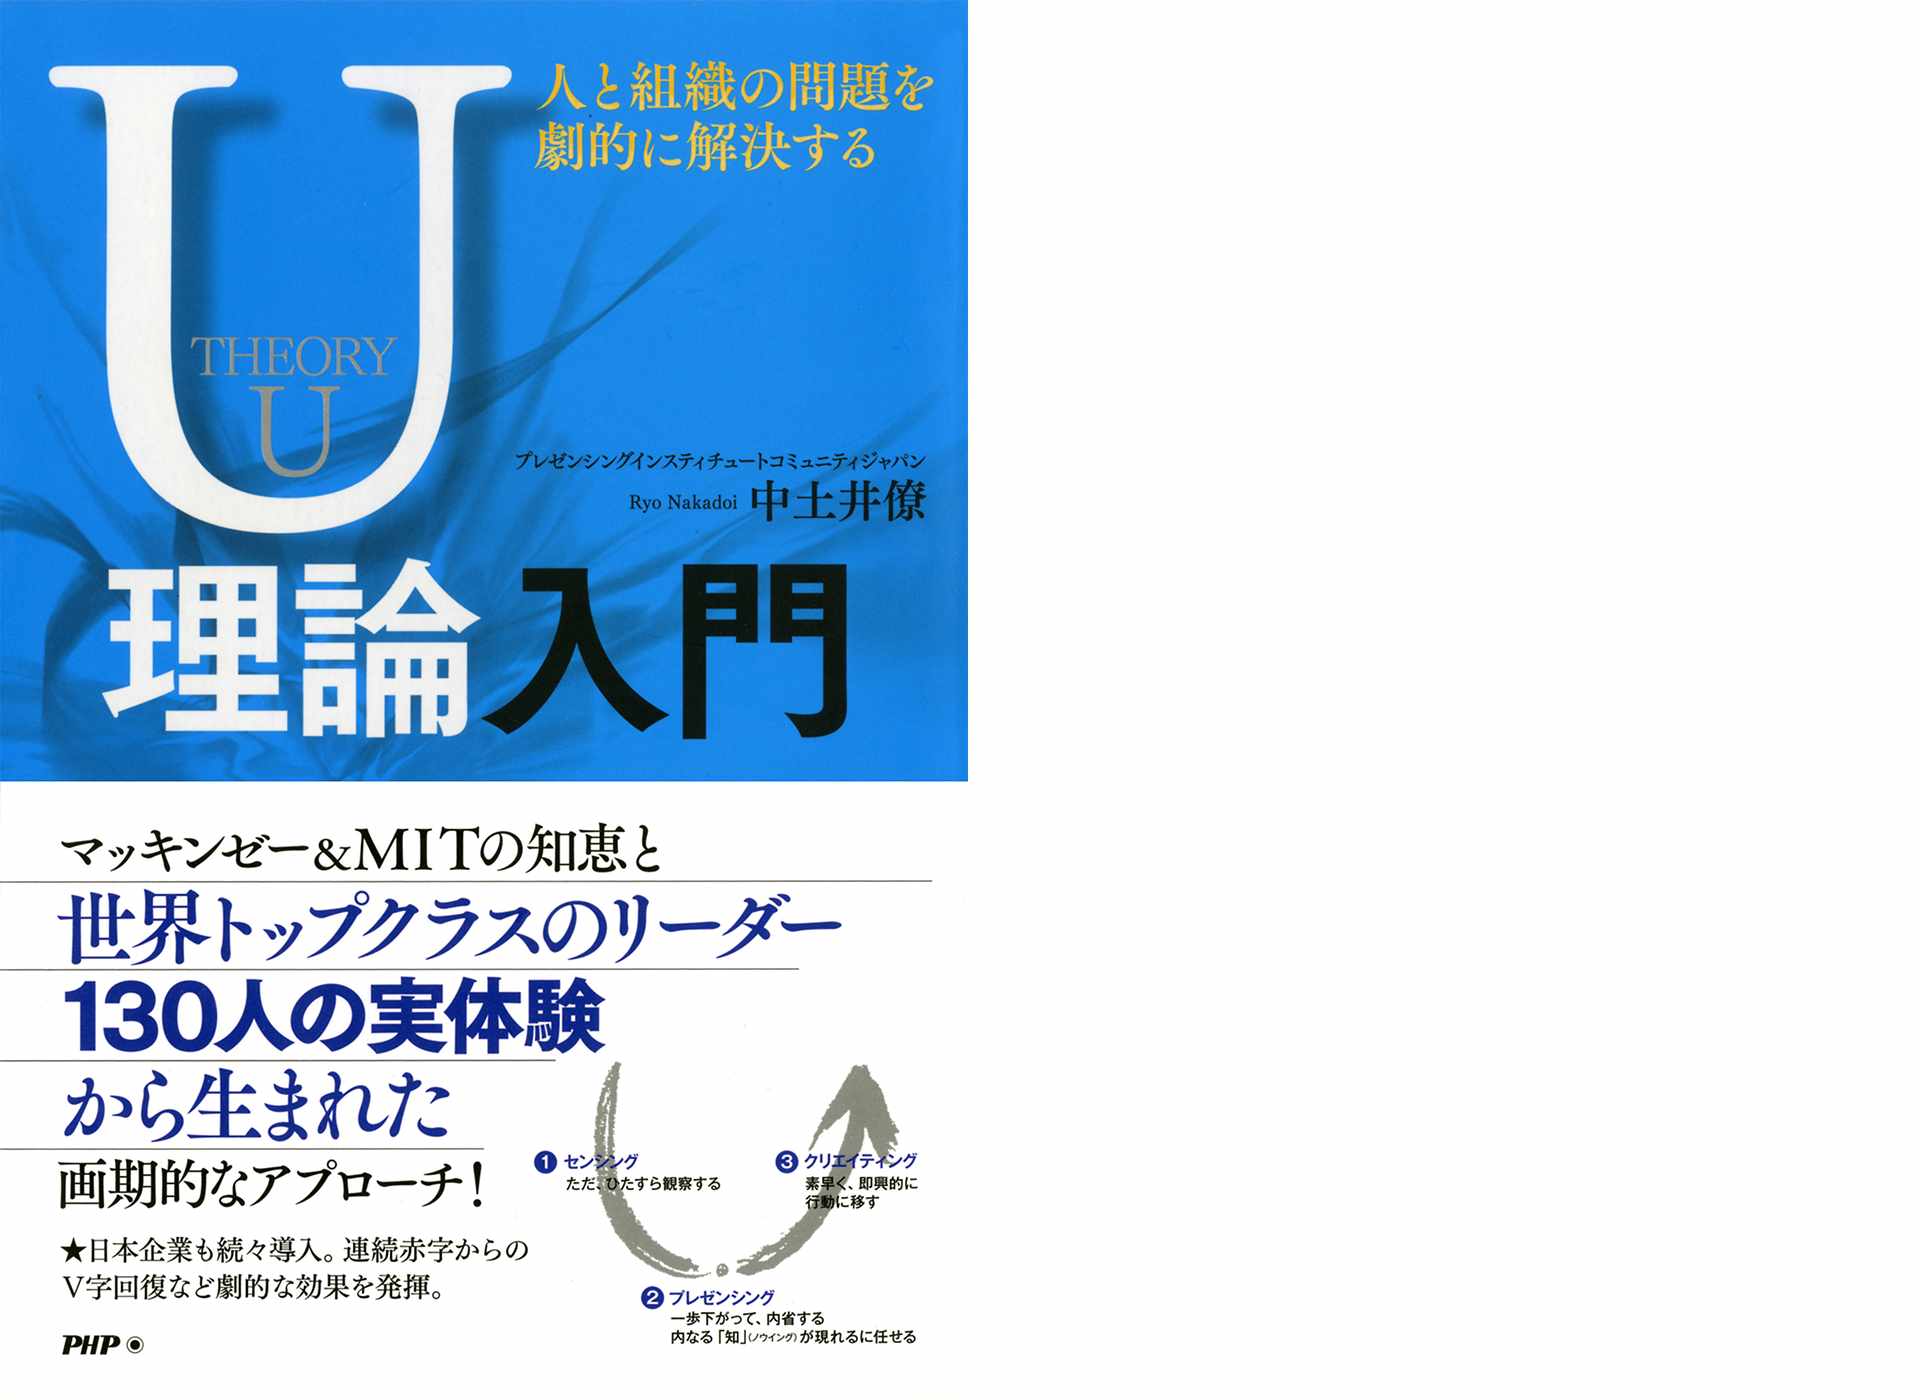 人と組織の問題を
劇的に解決する
U
THEORY
U
プレゼンシングインスティチュートコミュニティジャパン
Ryo Nakadoi 中土井僚
理論入門
マッキンゼー&MITの知恵と
世界トップクラスのリーダー
130人の実体験
から生まれた
画期的なアプローチ!
★日本企業も続々導入。連続赤字からの
V字回復など劇的な効果を発揮。
1 センシング
ただ、ひたすら観察する
3 クリエイティング
素早く、即興的に
行動に移す
2 プレゼンシング
一歩下がって、内省する
内なる「知」(ノウイング)が現れるに任せる
PHP